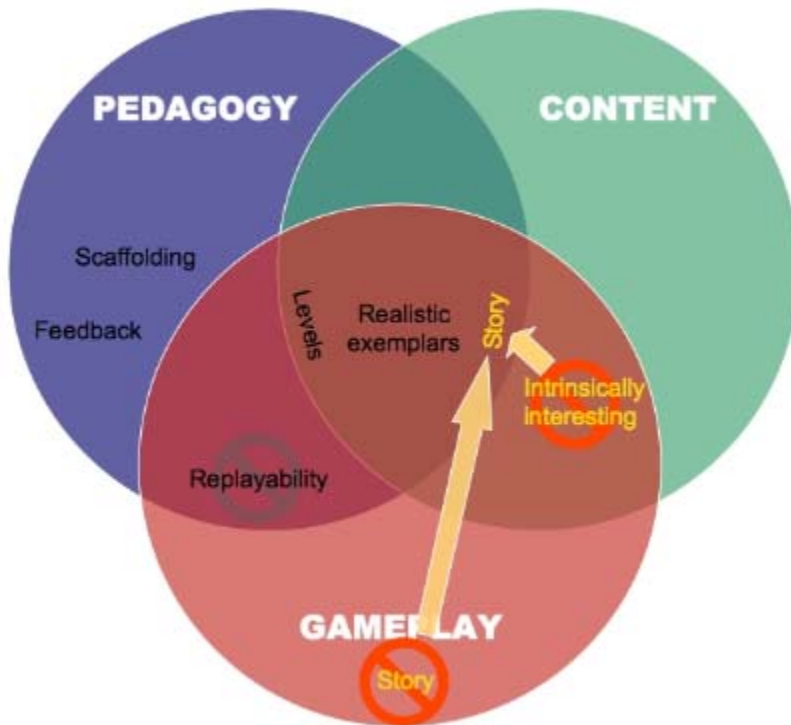 PEDAGOGY
CONTENT
Scaffolding
Feedback
Levels
Realistic
exemplars
Story
Intrinsically
interesting
Replayability
GAMEPLAY
Story